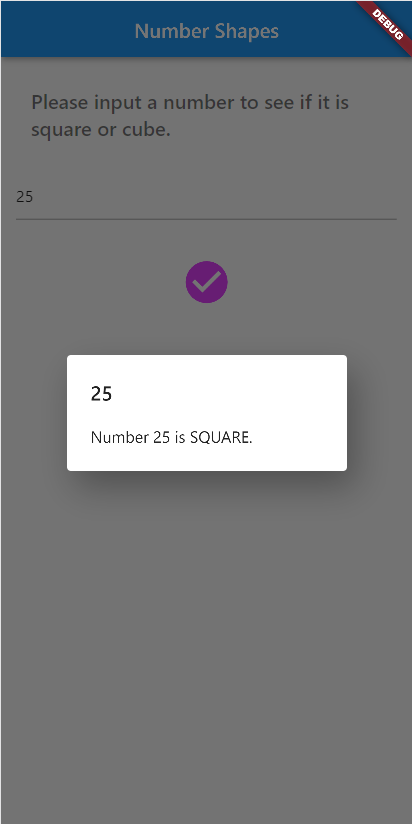 Number Shapes
DEBUG
Please input a number to see if it is
square or cube.
25
25
Number 25 is SQUARE.